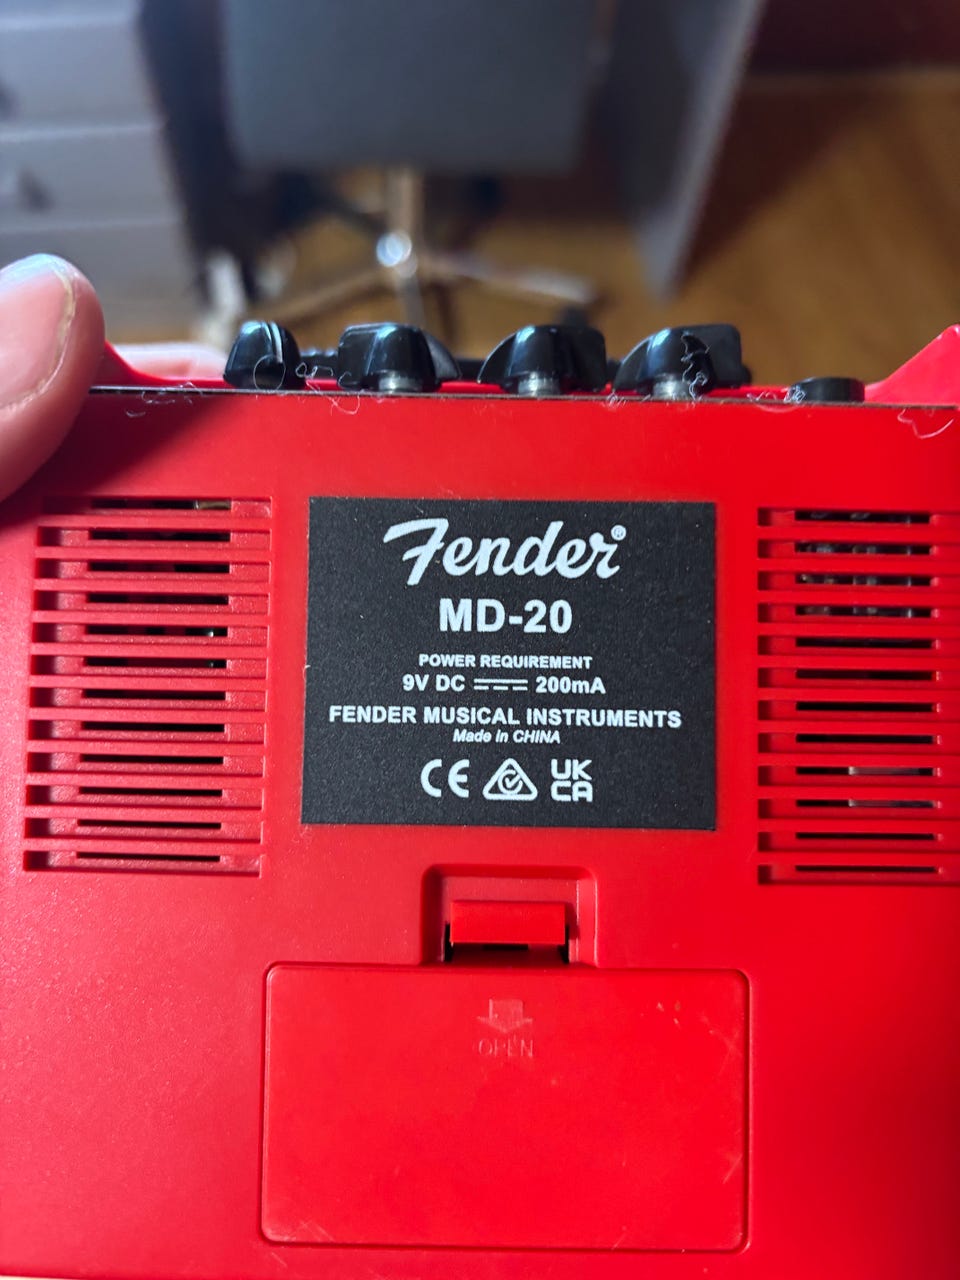 Fender®
MD-20
POWER REQUIREMENT
9V DC ⎓ 200mA
FENDER MUSICAL INSTRUMENTS
Made in CHINA
CE
UK
CA
OPEN